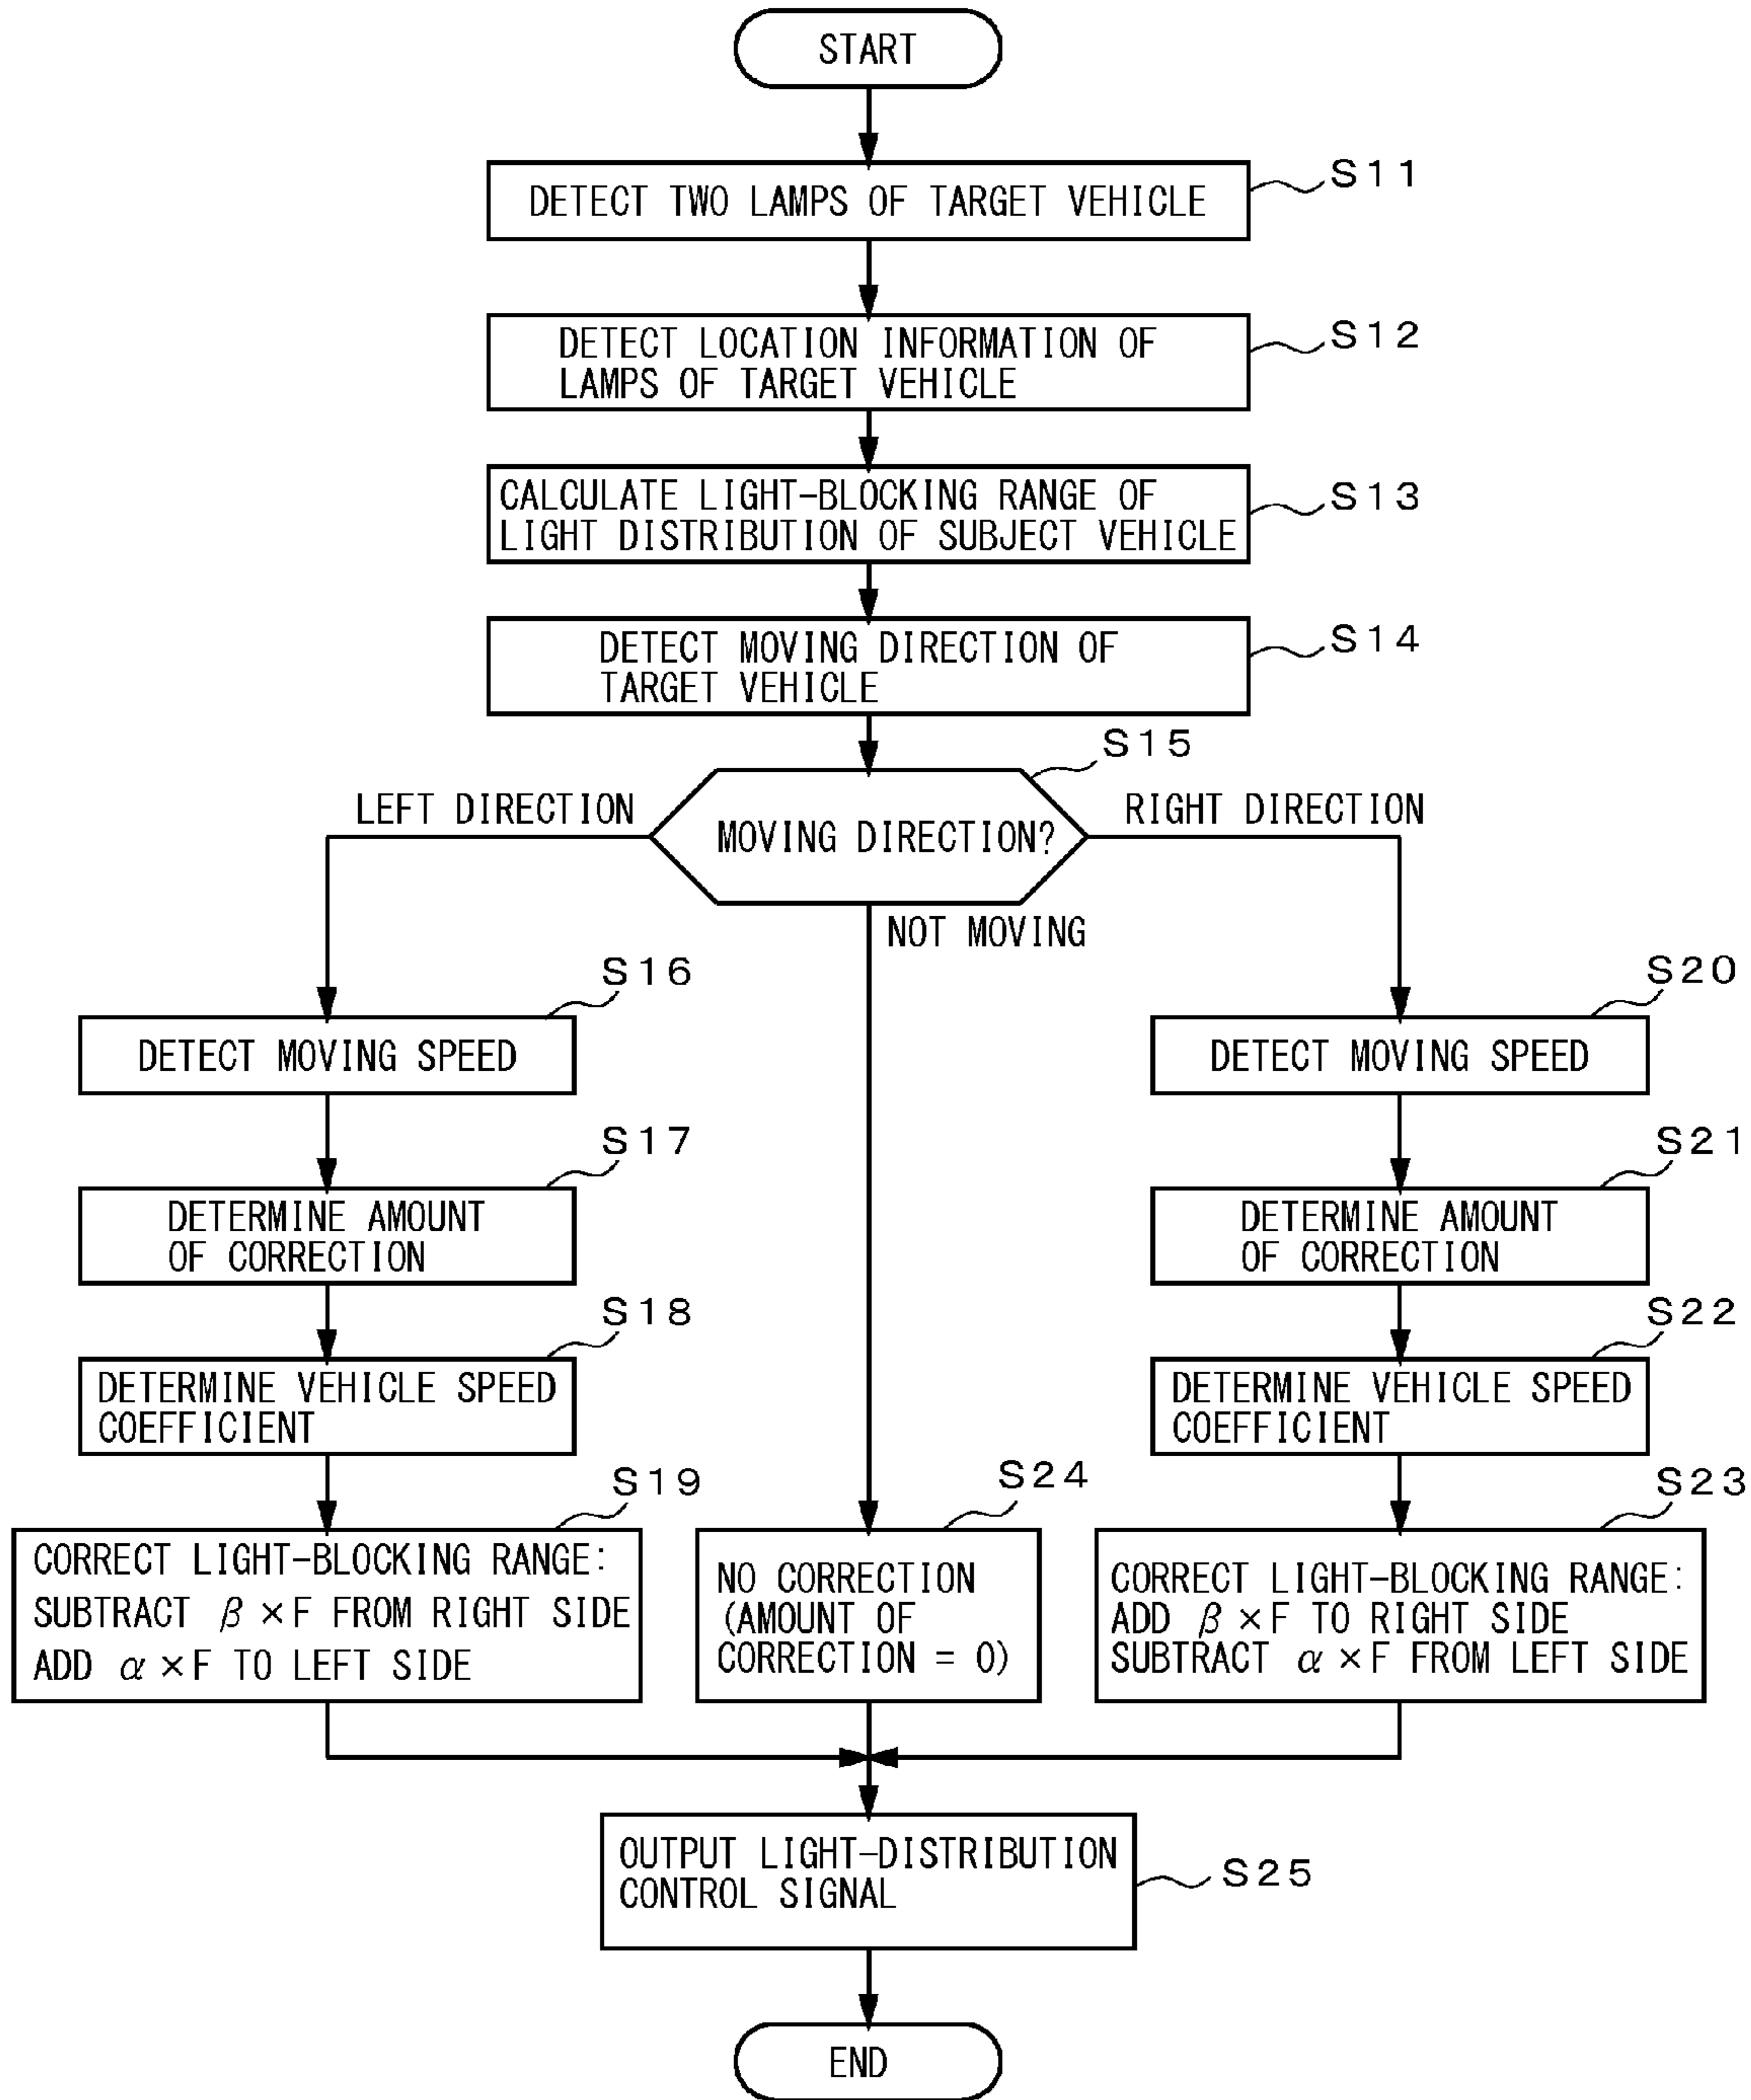 START
DETECT TWO LAMPS OF TARGET VEHICLE
S11
DETECT LOCATION INFORMATION OF
LAMPS OF TARGET VEHICLE
S12
CALCULATE LIGHT-BLOCKING RANGE OF
LIGHT DISTRIBUTION OF SUBJECT VEHICLE
S13
DETECT MOVING DIRECTION OF
TARGET VEHICLE
S14
S15
MOVING DIRECTION?
LEFT DIRECTION
RIGHT DIRECTION
NOT MOVING
S16
DETECT MOVING SPEED
S17
DETERMINE AMOUNT
OF CORRECTION
S18
DETERMINE VEHICLE SPEED
COEFFICIENT
S19
CORRECT LIGHT-BLOCKING RANGE:
SUBTRACT β×F FROM RIGHT SIDE
ADD α×F TO LEFT SIDE
S24
NO CORRECTION
(AMOUNT OF
CORRECTION = 0)
S20
DETECT MOVING SPEED
S21
DETERMINE AMOUNT
OF CORRECTION
S22
DETERMINE VEHICLE SPEED
COEFFICIENT
S23
CORRECT LIGHT-BLOCKING RANGE:
ADD β×F TO RIGHT SIDE
SUBTRACT α×F FROM LEFT SIDE
OUTPUT LIGHT-DISTRIBUTION
CONTROL SIGNAL
S25
END